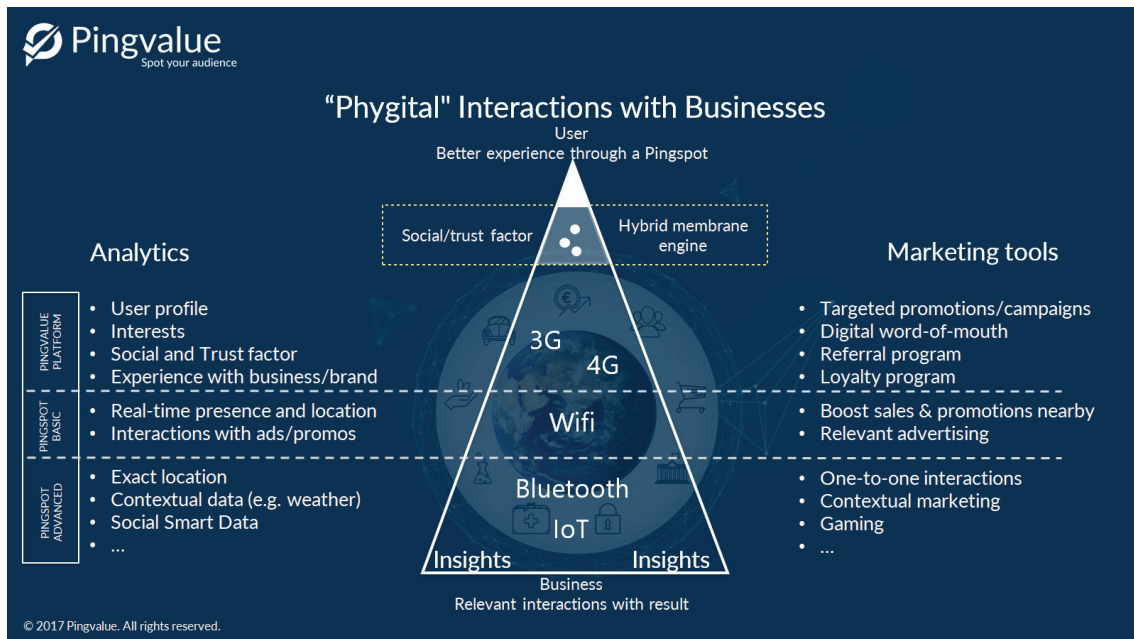 Pingvalue
Spot your audience
“Phygital" Interactions with Businesses
User
Better experience through a Pingspot
Social/trust factor
Hybrid membrane
engine
Analytics
PINGVALUE
PLATFORM
• User profile
• Interests
• Social and Trust factor
• Experience with business/brand
PINGSPOT
BASIC
• Real-time presence and location
• Interactions with ads/promos
PINGSPOT
ADVANCED
• Exact location
• Contextual data (e.g. weather)
• Social Smart Data
• ...
3G
4G
Wifi
Bluetooth
IoT
Insights
Insights
Business
Relevant interactions with result
Marketing tools
• Targeted promotions/campaigns
• Digital word-of-mouth
• Referral program
• Loyalty program
• Boost sales & promotions nearby
• Relevant advertising
• One-to-one interactions
• Contextual marketing
• Gaming
• ...
© 2017 Pingvalue. All rights reserved.